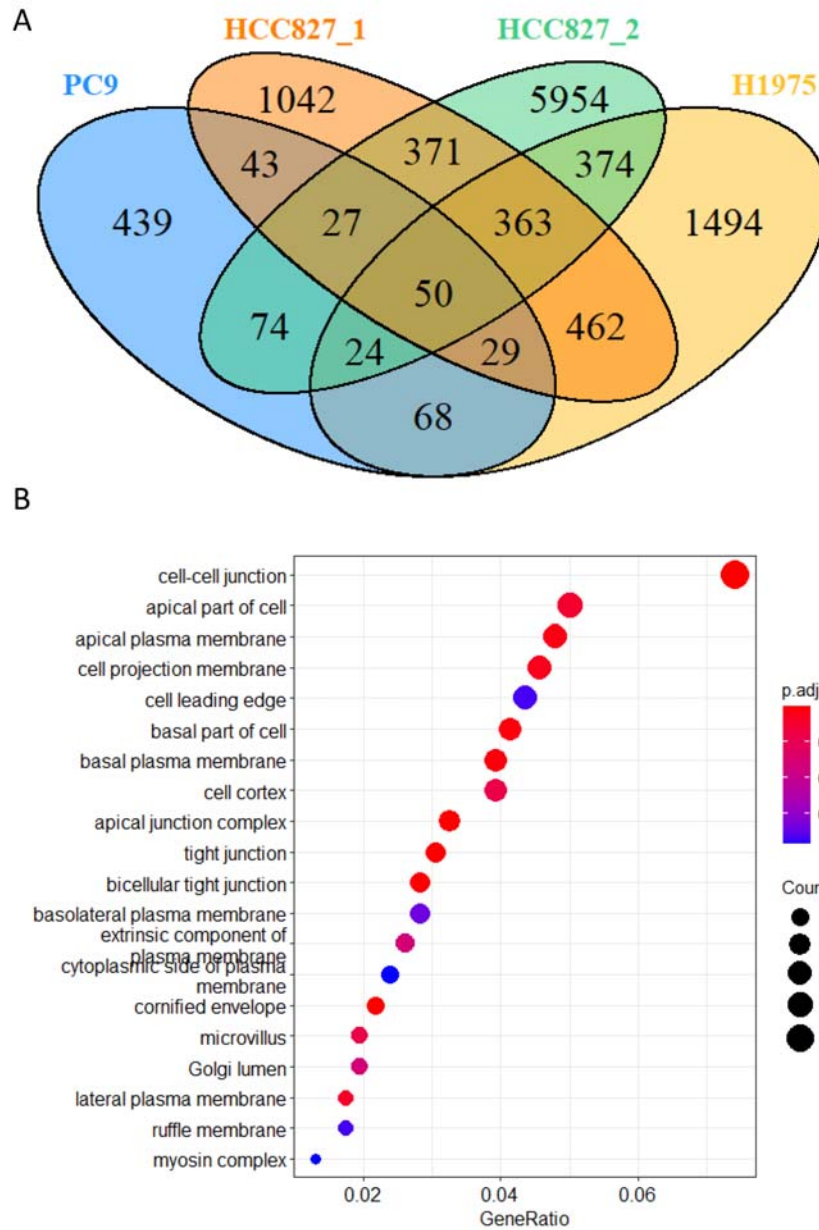 A
HCC827_1
HCC827_2
PC9
H1975
1042
5954
43
371
374
439
27
363
1494
50
74
24
29
462
68
B
cell-cell junction
apical part of cell
apical plasma membrane
cell projection membrane
cell leading edge
basal part of cell
basal plasma membrane
cell cortex
apical junction complex
tight junction
bicellular tight junction
basolateral plasma membrane
extrinsic component of
plasma membrane
cytoplasmic side of plasma
membrane
cornified envelope
microvillus
Golgi lumen
lateral plasma membrane
ruffle membrane
myosin complex
0.02
0.04
0.06
GeneRatio
p.adj
Cour